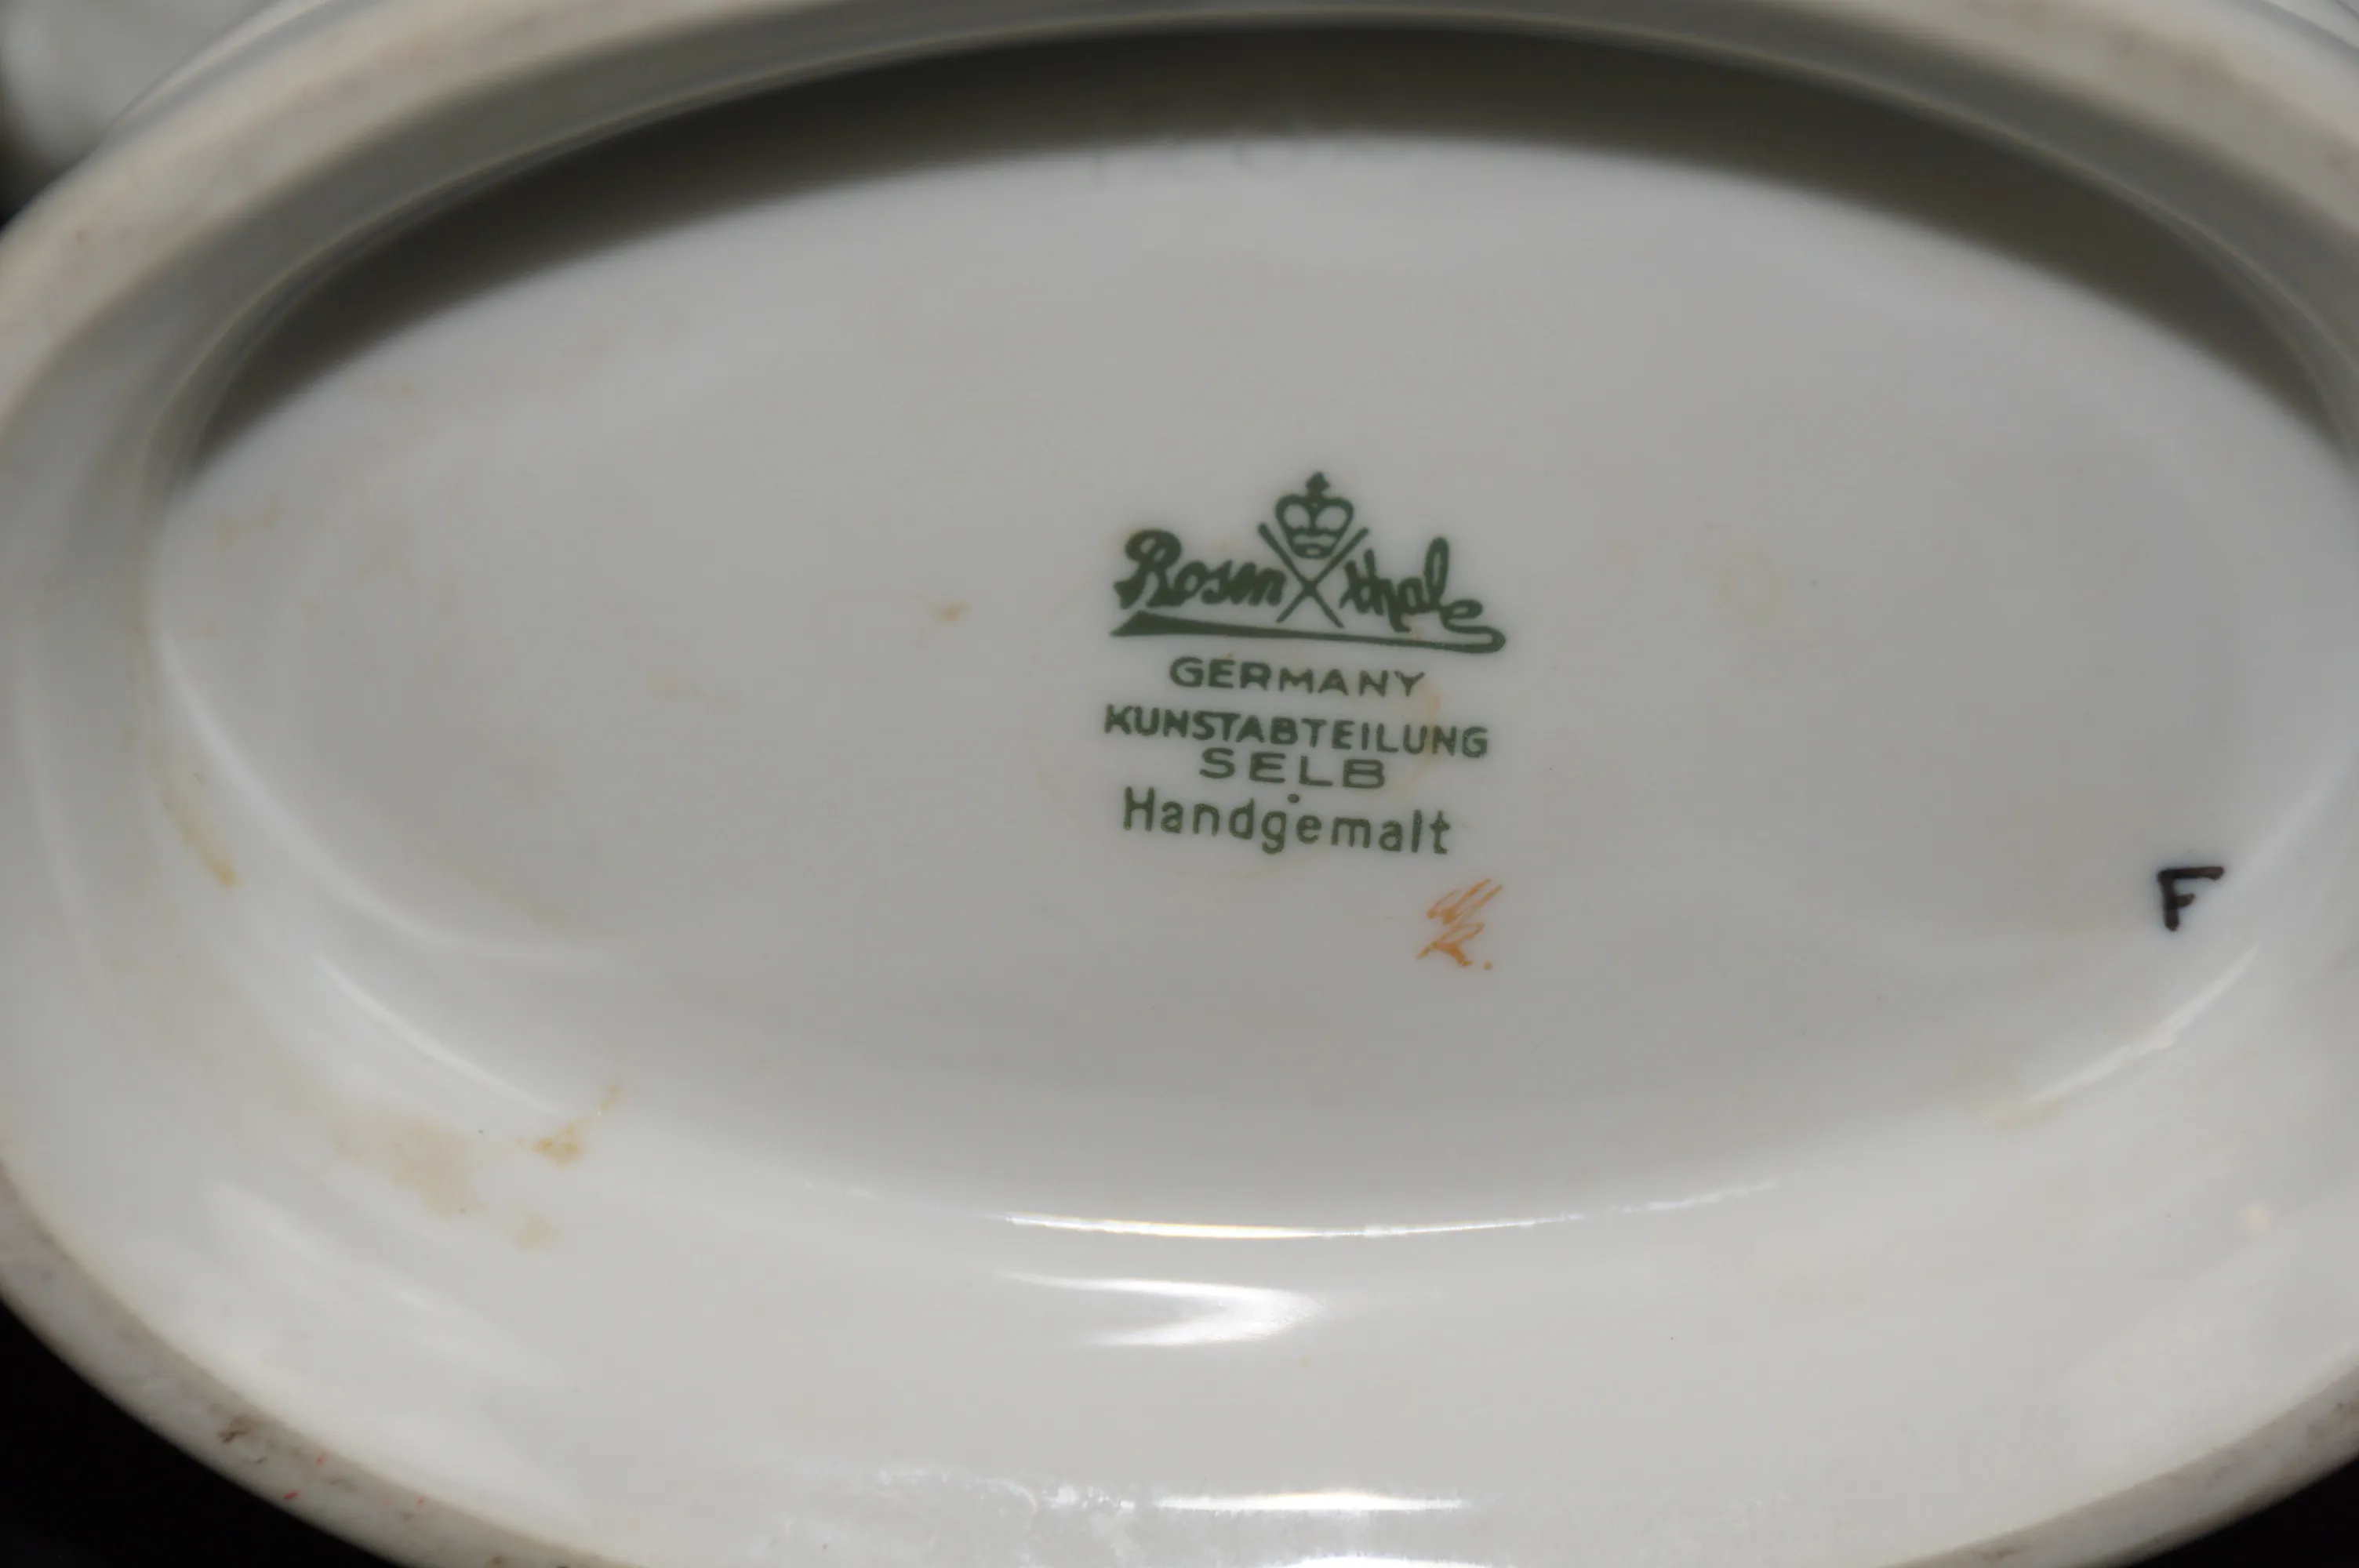 Rosenthal
GERMANY
KUNSTABTEILUNG
SELB
Handgemalt
F